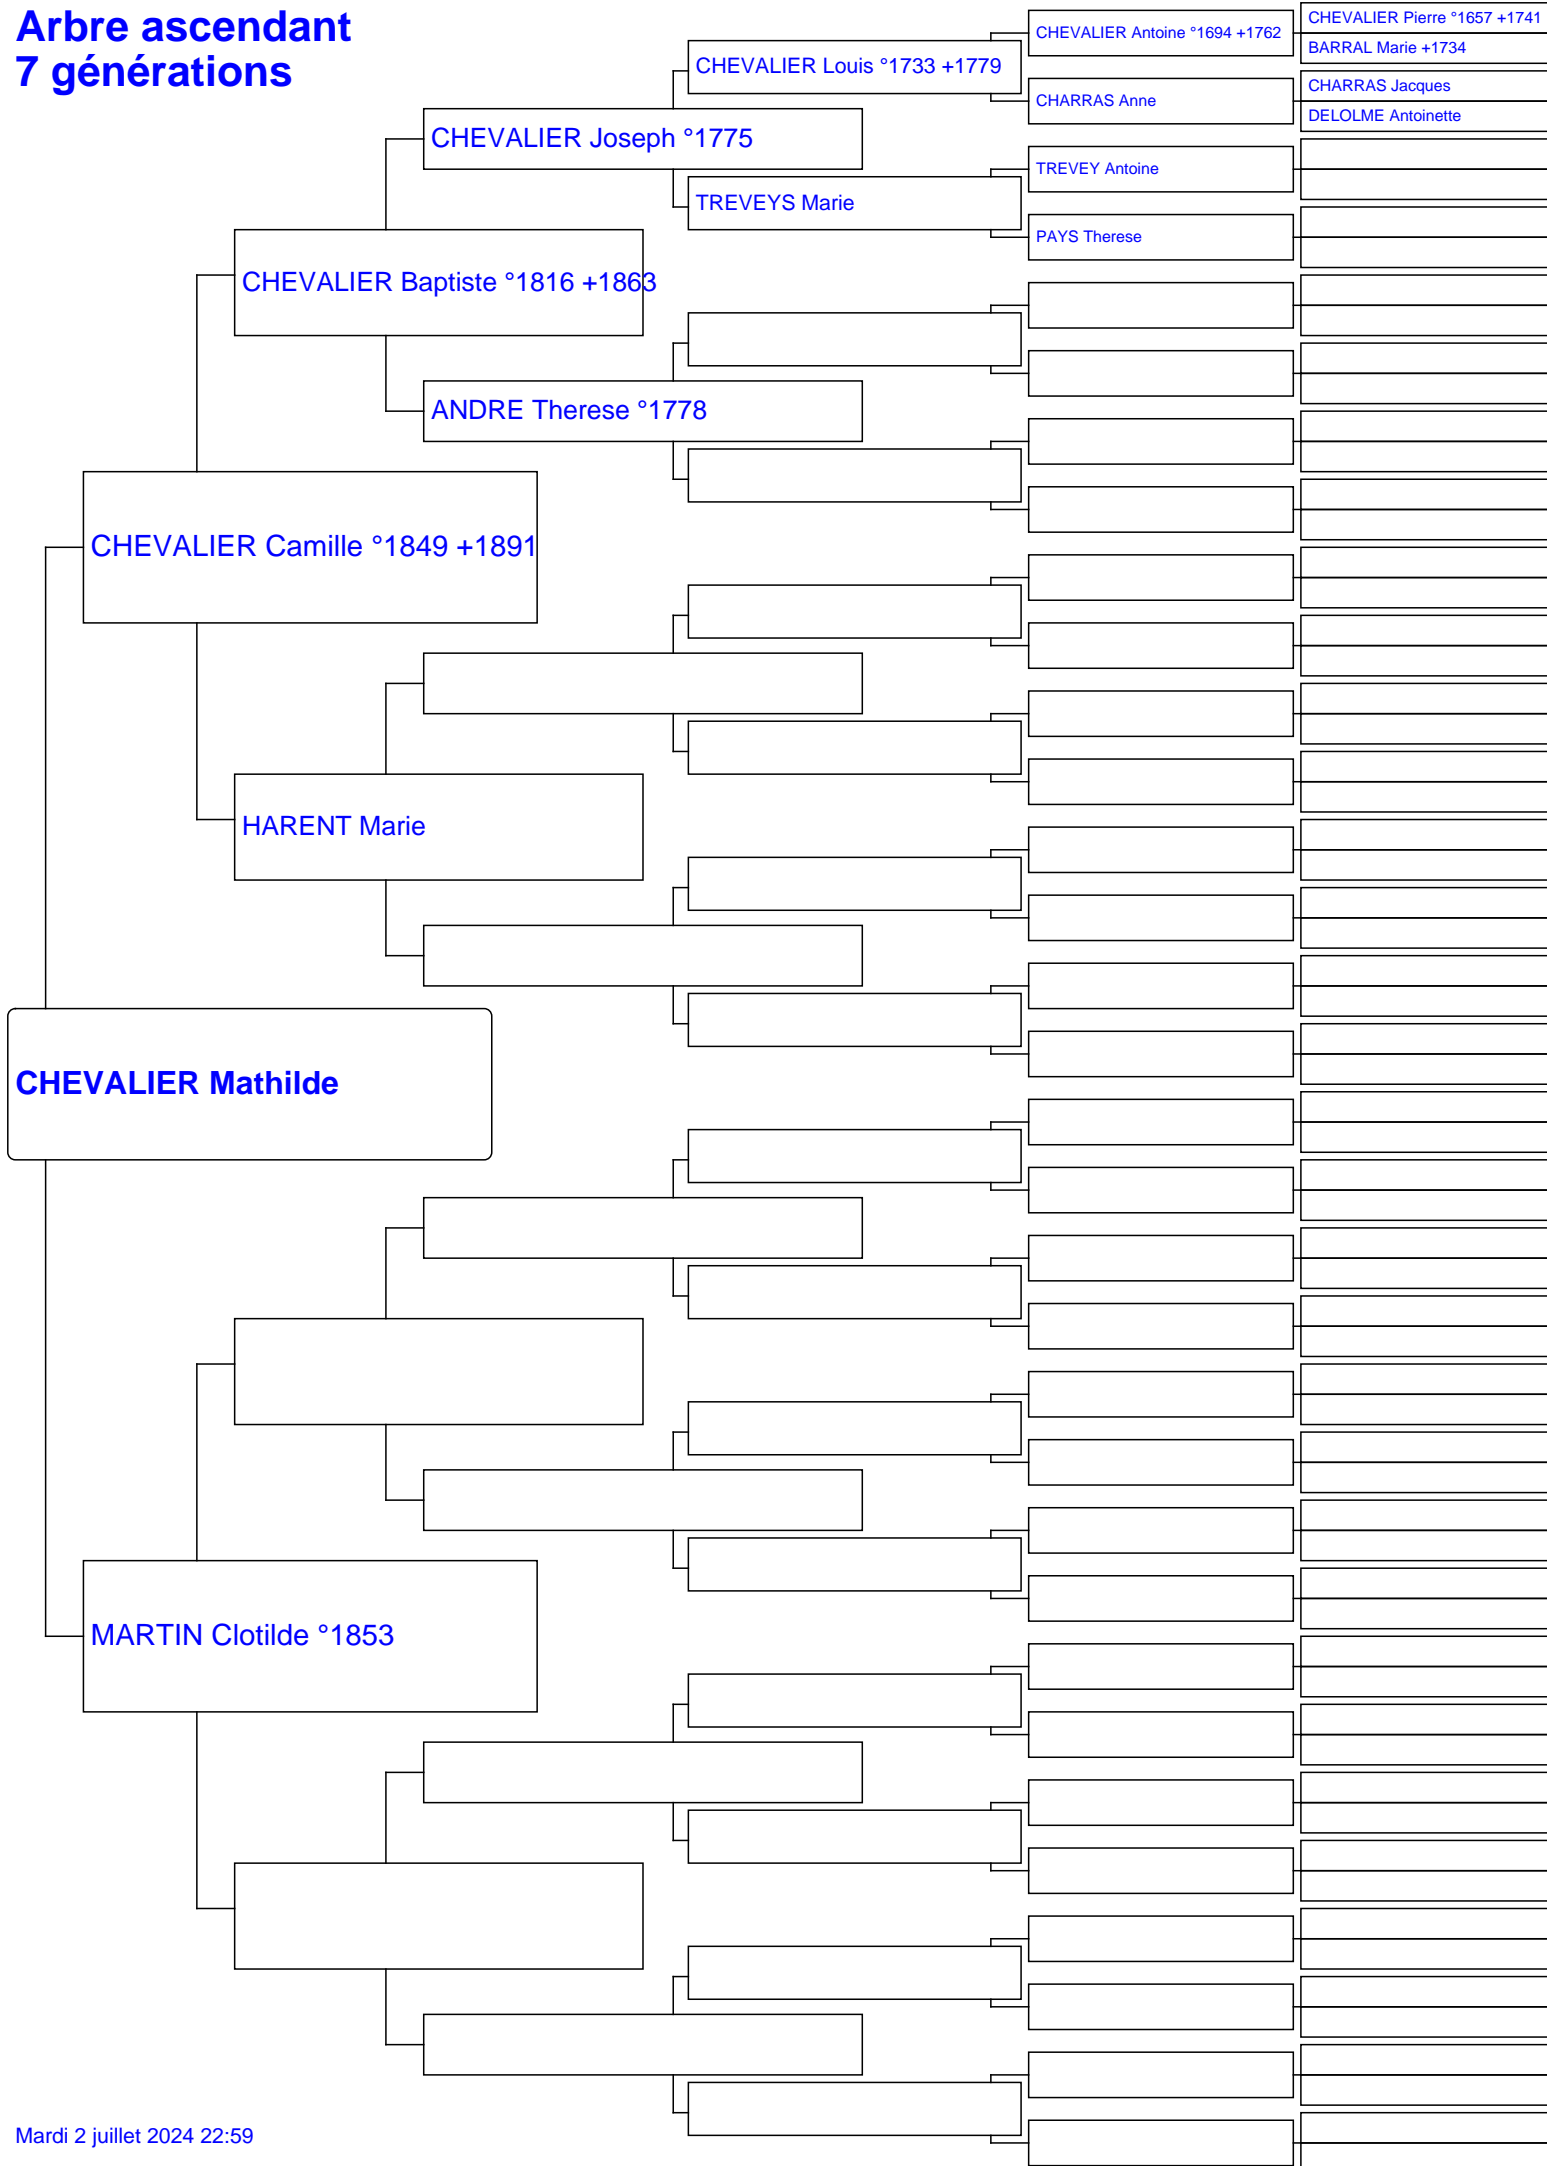 Arbre ascendant
7 générations
CHEVALIER Pierre °1657 +1741
CHEVALIER Antoine °1694 +1762
BARRAL Marie +1734
CHEVALIER Louis °1733 +1779
CHARRAS Jacques
CHARRAS Anne
DELOLME Antoinette
CHEVALIER Joseph °1775
TREVEY Antoine
TREVEYS Marie
PAYS Therese
CHEVALIER Baptiste °1816 +1863
ANDRE Therese °1778
CHEVALIER Camille °1849 +1891
HARENT Marie
CHEVALIER Mathilde
MARTIN Clotilde °1853
Mardi 2 juillet 2024 22:59